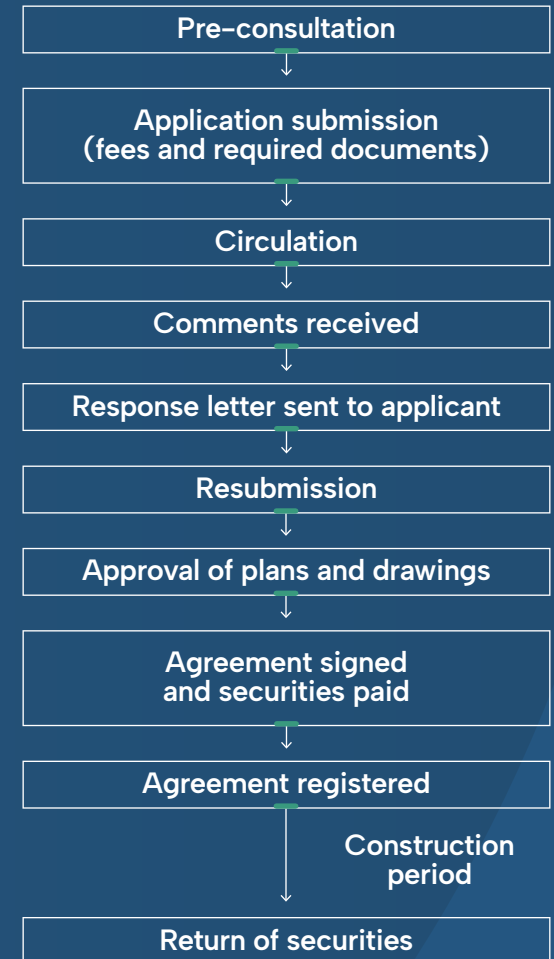 Pre-consultation
Application submission
(fees and required documents)
Circulation
Comments received
Response letter sent to applicant
Resubmission
Approval of plans and drawings
Agreement signed
and securities paid
Agreement registered
Construction
period
Return of securities